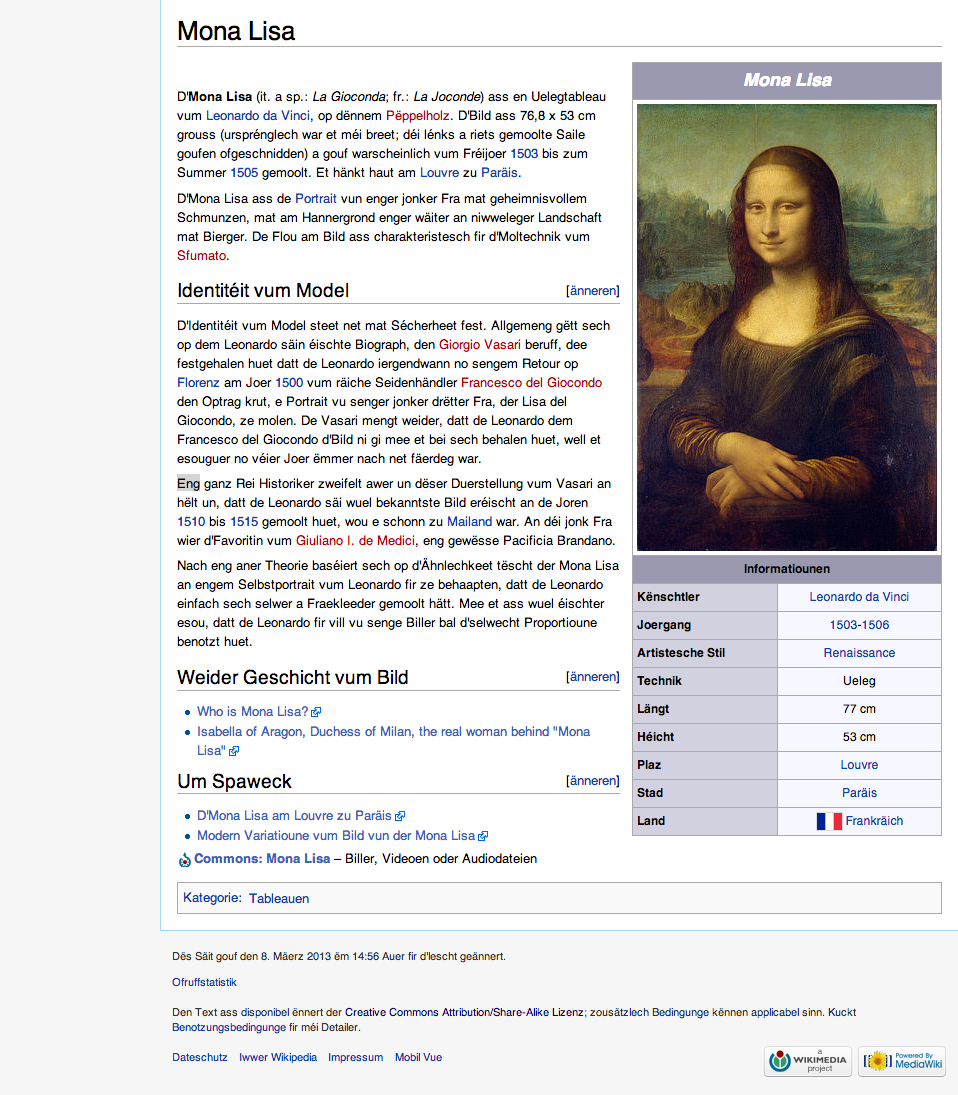 Mona Lisa
D'Mona Lisa (it. a sp.: La Gioconda; fr.: La Joconde) ass en Uelegtableau
vum Leonardo da Vinci, op dënnem Pëppelholz. D'Bild ass 76,8 x 53 cm
grouss (ursprénglech war et méi breet; déi lénks a riets gemoolte Saile
goufen ofgeschnidden) a gouf warscheinlich vum Fréijoer 1503 bis zum
Summer 1505 gemoolt. Et hänkt haut am Louvre zu Paräis.
D'Mona Lisa ass de Portrait vun enger jonker Fra mat geheimnisvollem
Schmunzen, mat am Hannergrond enger wäiter an niwweleger Landschaft
mat Bierger. De Flou am Bild ass charakteristesch fir d'Moltechnik vum
Sfumato.
Identitéit vum Model [änneren]
D'Identitéit vum Model steet net mat Sécherheet fest. Allgemeng gëtt sech
op dem Leonardo säin éischte Biograph, den Giorgio Vasari beruff, dee
festgehalen huet datt de Leonardo iergendwann no sengem Retour op
Florenz am Joer 1500 vum räiche Seidenhändler Francesco del Giocondo
den Optrag krut, e Portrait vu senger jonker drëtter Fra, der Lisa del
Giocondo, ze molen. De Vasari mengt weider, datt de Leonardo dem
Francesco del Giocondo d'Bild ni gi mee et bei sech behalen huet, well et
esouguer no véier Joer ëmmer nach net fäerdeg war.
Eng ganz Rei Historiker zweifelt awer un dëser Duerstellung vum Vasari an
hëlt un, datt de Leonardo säi wuel bekanntste Bild eréischt an de Joren
1510 bis 1515 gemoolt huet, wou e schonn zu Mailand war. An déi jonk Fra
wier d'Favoritin vum Giuliano I. de Medici, eng gewësse Pacificia Brandano.
Nach eng aner Theorie baséiert sech op d'Ähnlechkeet tëscht der Mona Lisa
an engem Selbstportrait vum Leonardo fir ze behaapten, datt de Leonardo
einfach sech selwer a Fraekleeder gemoolt hätt. Mee et ass wuel éischter
esou, datt de Leonardo fir vill vu senge Biller bal d'selwecht Proportioune
benotzt huet.
Weider Geschicht vum Bild [änneren]
Who is Mona Lisa?
Isabella of Aragon, Duchess of Milan, the real woman behind "Mona
Lisa"
Um Spaweck [änneren]
D'Mona Lisa am Louvre zu Paräis
Modern Variatioune vum Bild vun der Mona Lisa
Commons: Mona Lisa – Biller, Videoen oder Audiodateien
Mona Lisa
Informatiounen
Kënschtler Leonardo da Vinci
Joergang 1503-1506
Artistesche Stil Renaissance
Technik Ueleg
Längt 77 cm
Héicht 53 cm
Plaz Louvre
Stad Paräis
Land Frankräich
Kategorie: Tableauen
Dës Säit gouf den 8. Mäerz 2013 ëm 14:56 Auer fir d'lescht geännert.
Ofruffstatistik
Den Text ass disponibel ënnert der Creative Commons Attribution/Share-Alike Lizenz; zousätzlech Bedingunge kënnen applicabel sinn. Kuckt
Benotzungsbedingunge fir méi Detailer.
Dateschutz Iwwer Wikipedia Impressum Mobil Vue
a
WIKIMEDIA
project
Powered By
MediaWiki